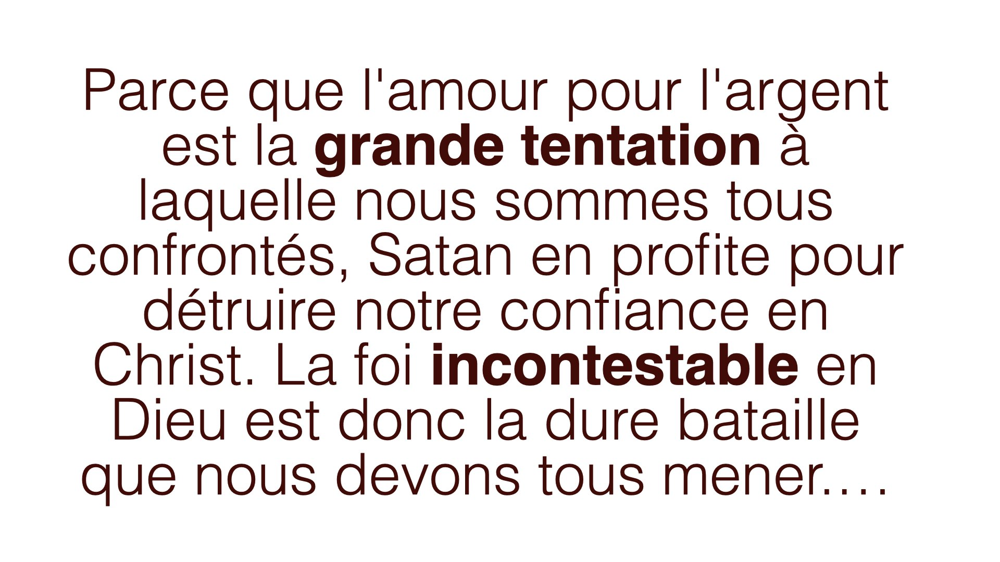 Parce que l'amour pour l'argent
est la grande tentation à
laquelle nous sommes tous
confrontés, Satan en profite pour
détruire notre confiance en
Christ. La foi incontestable en
Dieu est donc la dure bataille
que nous devons tous mener....